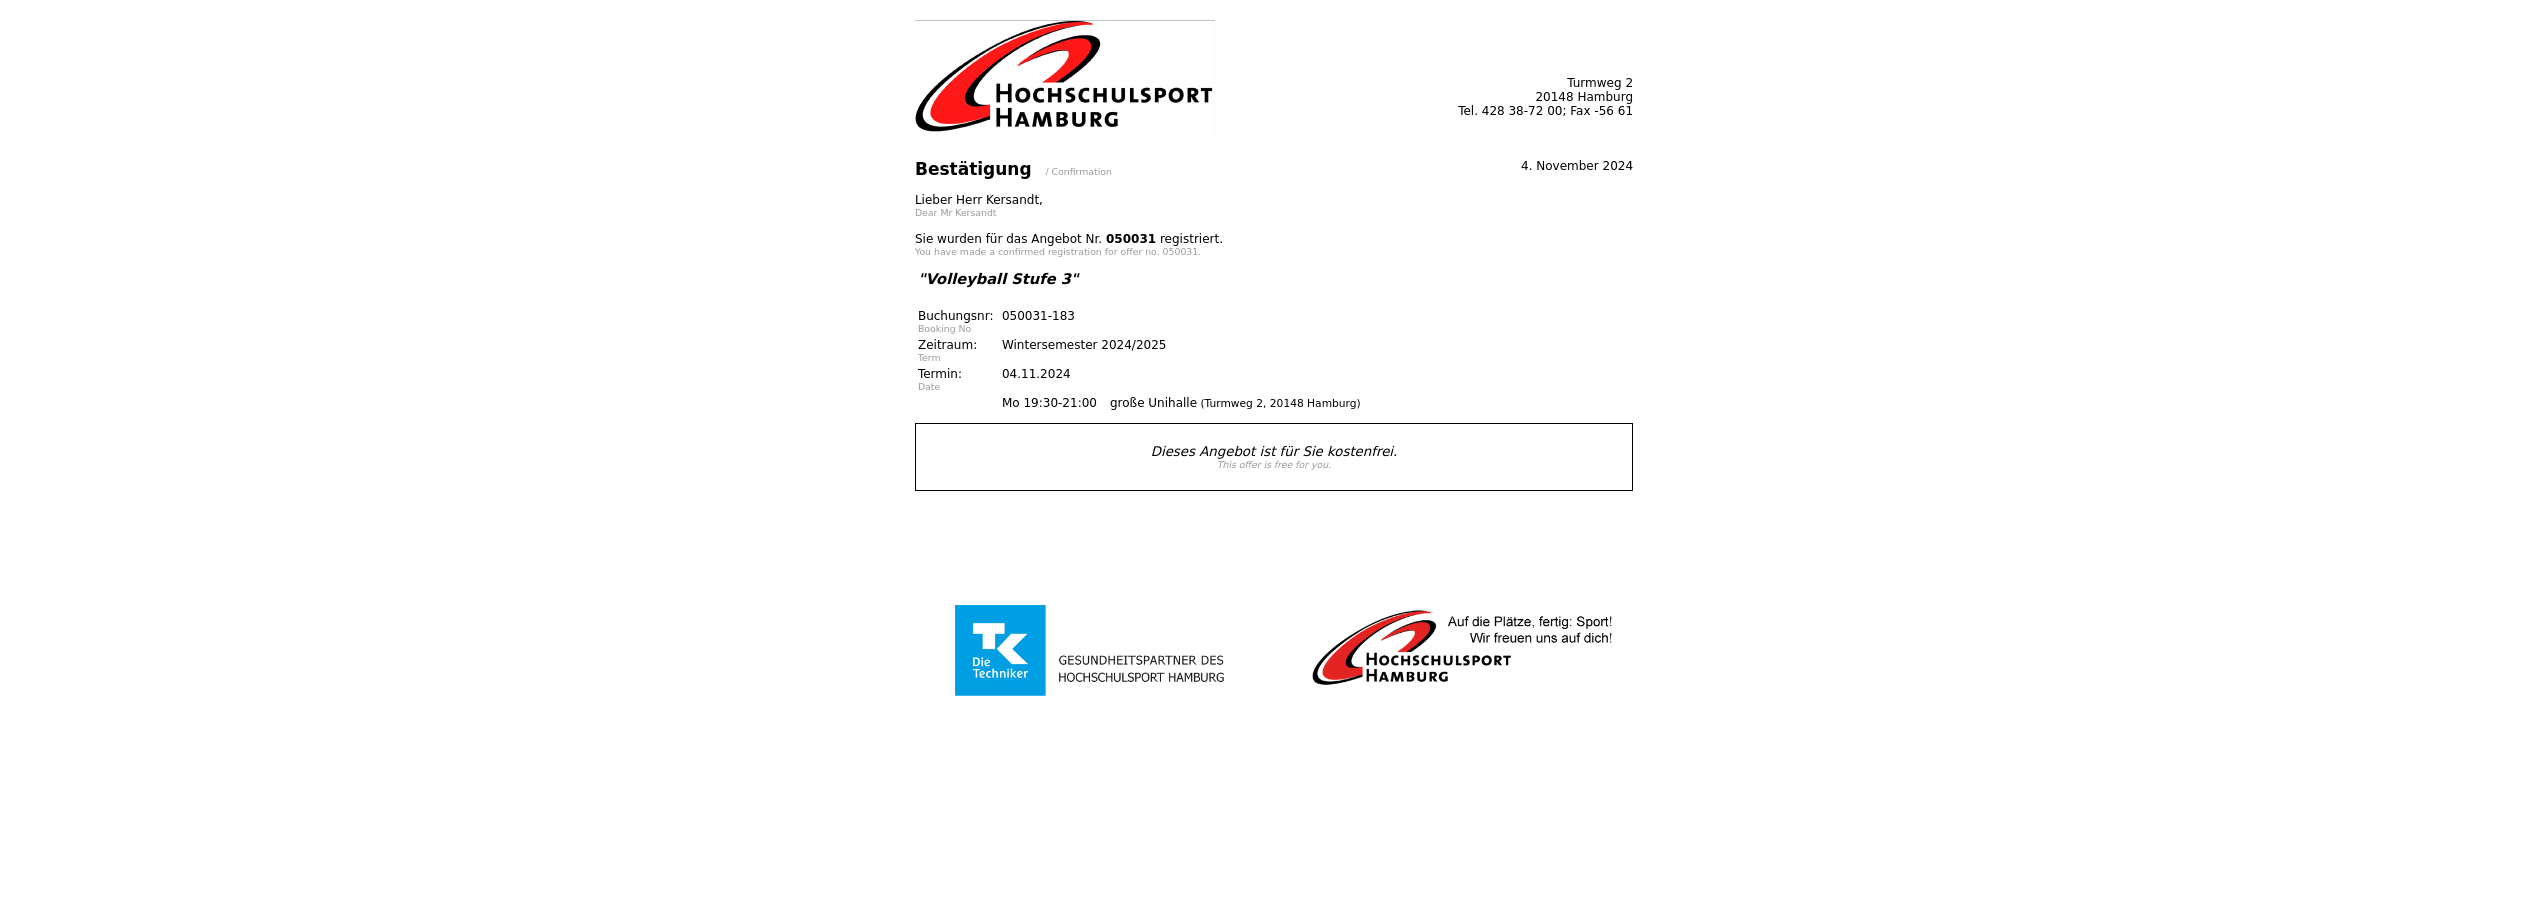 HOCHSCHULSPORT
HAMBURG
Turmweg 2
20148 Hamburg
Tel. 428 38-72 00; Fax -56 61
Bestätigung / Confirmation
4. November 2024
Lieber Herr Kersandt,
Dear Mr Kersandt
Sie wurden für das Angebot Nr. 050031 registriert.
You have made a confirmed registration for offer no. 050031.
"Volleyball Stufe 3"
Buchungsnr: 050031-183
Booking No
Zeitraum: Wintersemester 2024/2025
Term
Termin: 04.11.2024
Date
Mo 19:30-21:00 große Unihalle (Turmweg 2, 20148 Hamburg)
Dieses Angebot ist für Sie kostenfrei.
This offer is free for you.
TK
Die
Techniker
GESUNDHEITSPARTNER DES
HOCHSCHULSPORT HAMBURG
Auf die Plätze, fertig: Sport!
Wir freuen uns auf dich!
HOCHSCHULSPORT
HAMBURG